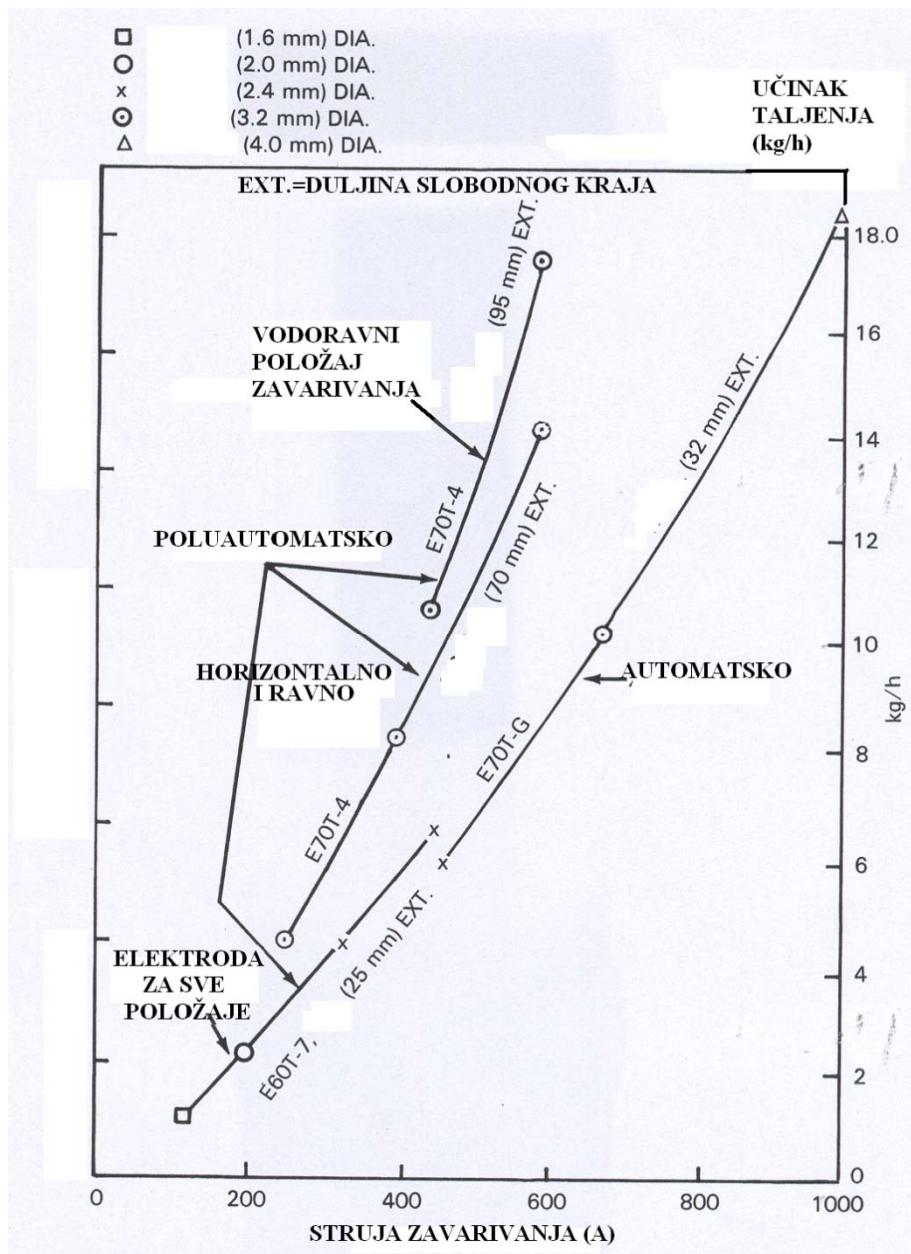 (1.6 mm) DIA.
(2.0 mm) DIA.
x (2.4 mm) DIA.
(3.2 mm) DIA.
(4.0 mm) DIA.
UČINAK
TALJENJA
(kg/h)
EXT.=DULJINA SLOBODNOG KRAJA
18.0
16
14
12
10
8
6
4
2
0
kg/h
(95 mm) EXT.
E70T-4
VODORAVNI
POLOŽAJ
ZAVARIVANJA
(32 mm) EXT.
POLUAUTOMATSKO
(70 mm) EXT.
E70T-4
HORIZONTALNO
I RAVNO
AUTOMATSKO
E70T-G
(25 mm) EXT.
E60T-7,
ELEKTRODA
ZA SVE
POLOŽAJE
0 200 400 600 800 1000
STRUJA ZAVARIVANJA (A)